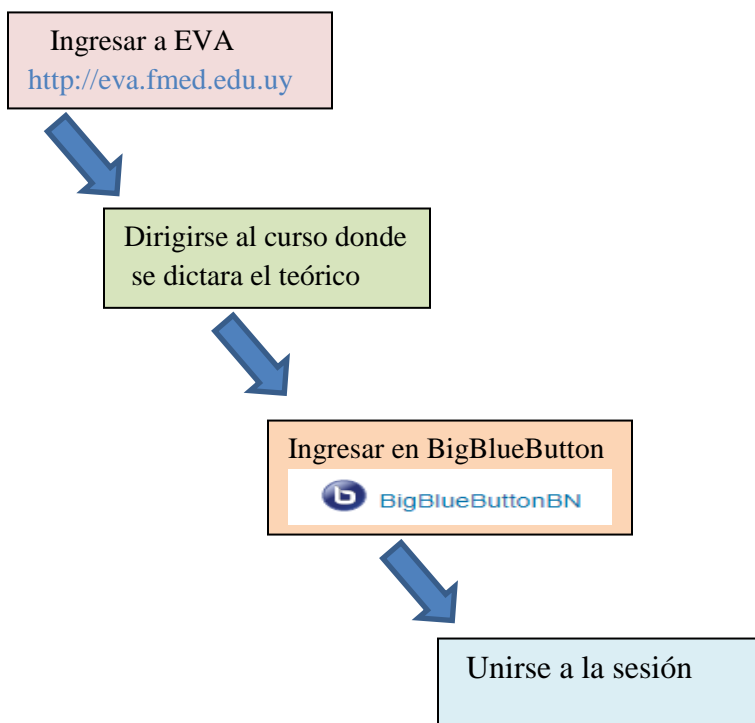 Ingresar a EVA
http://eva.fmed.edu.uy
Dirigirse al curso donde
se dictara el teórico
Ingresar en BigBlueButton
b BigBlueButtonBN
Unirse a la sesión